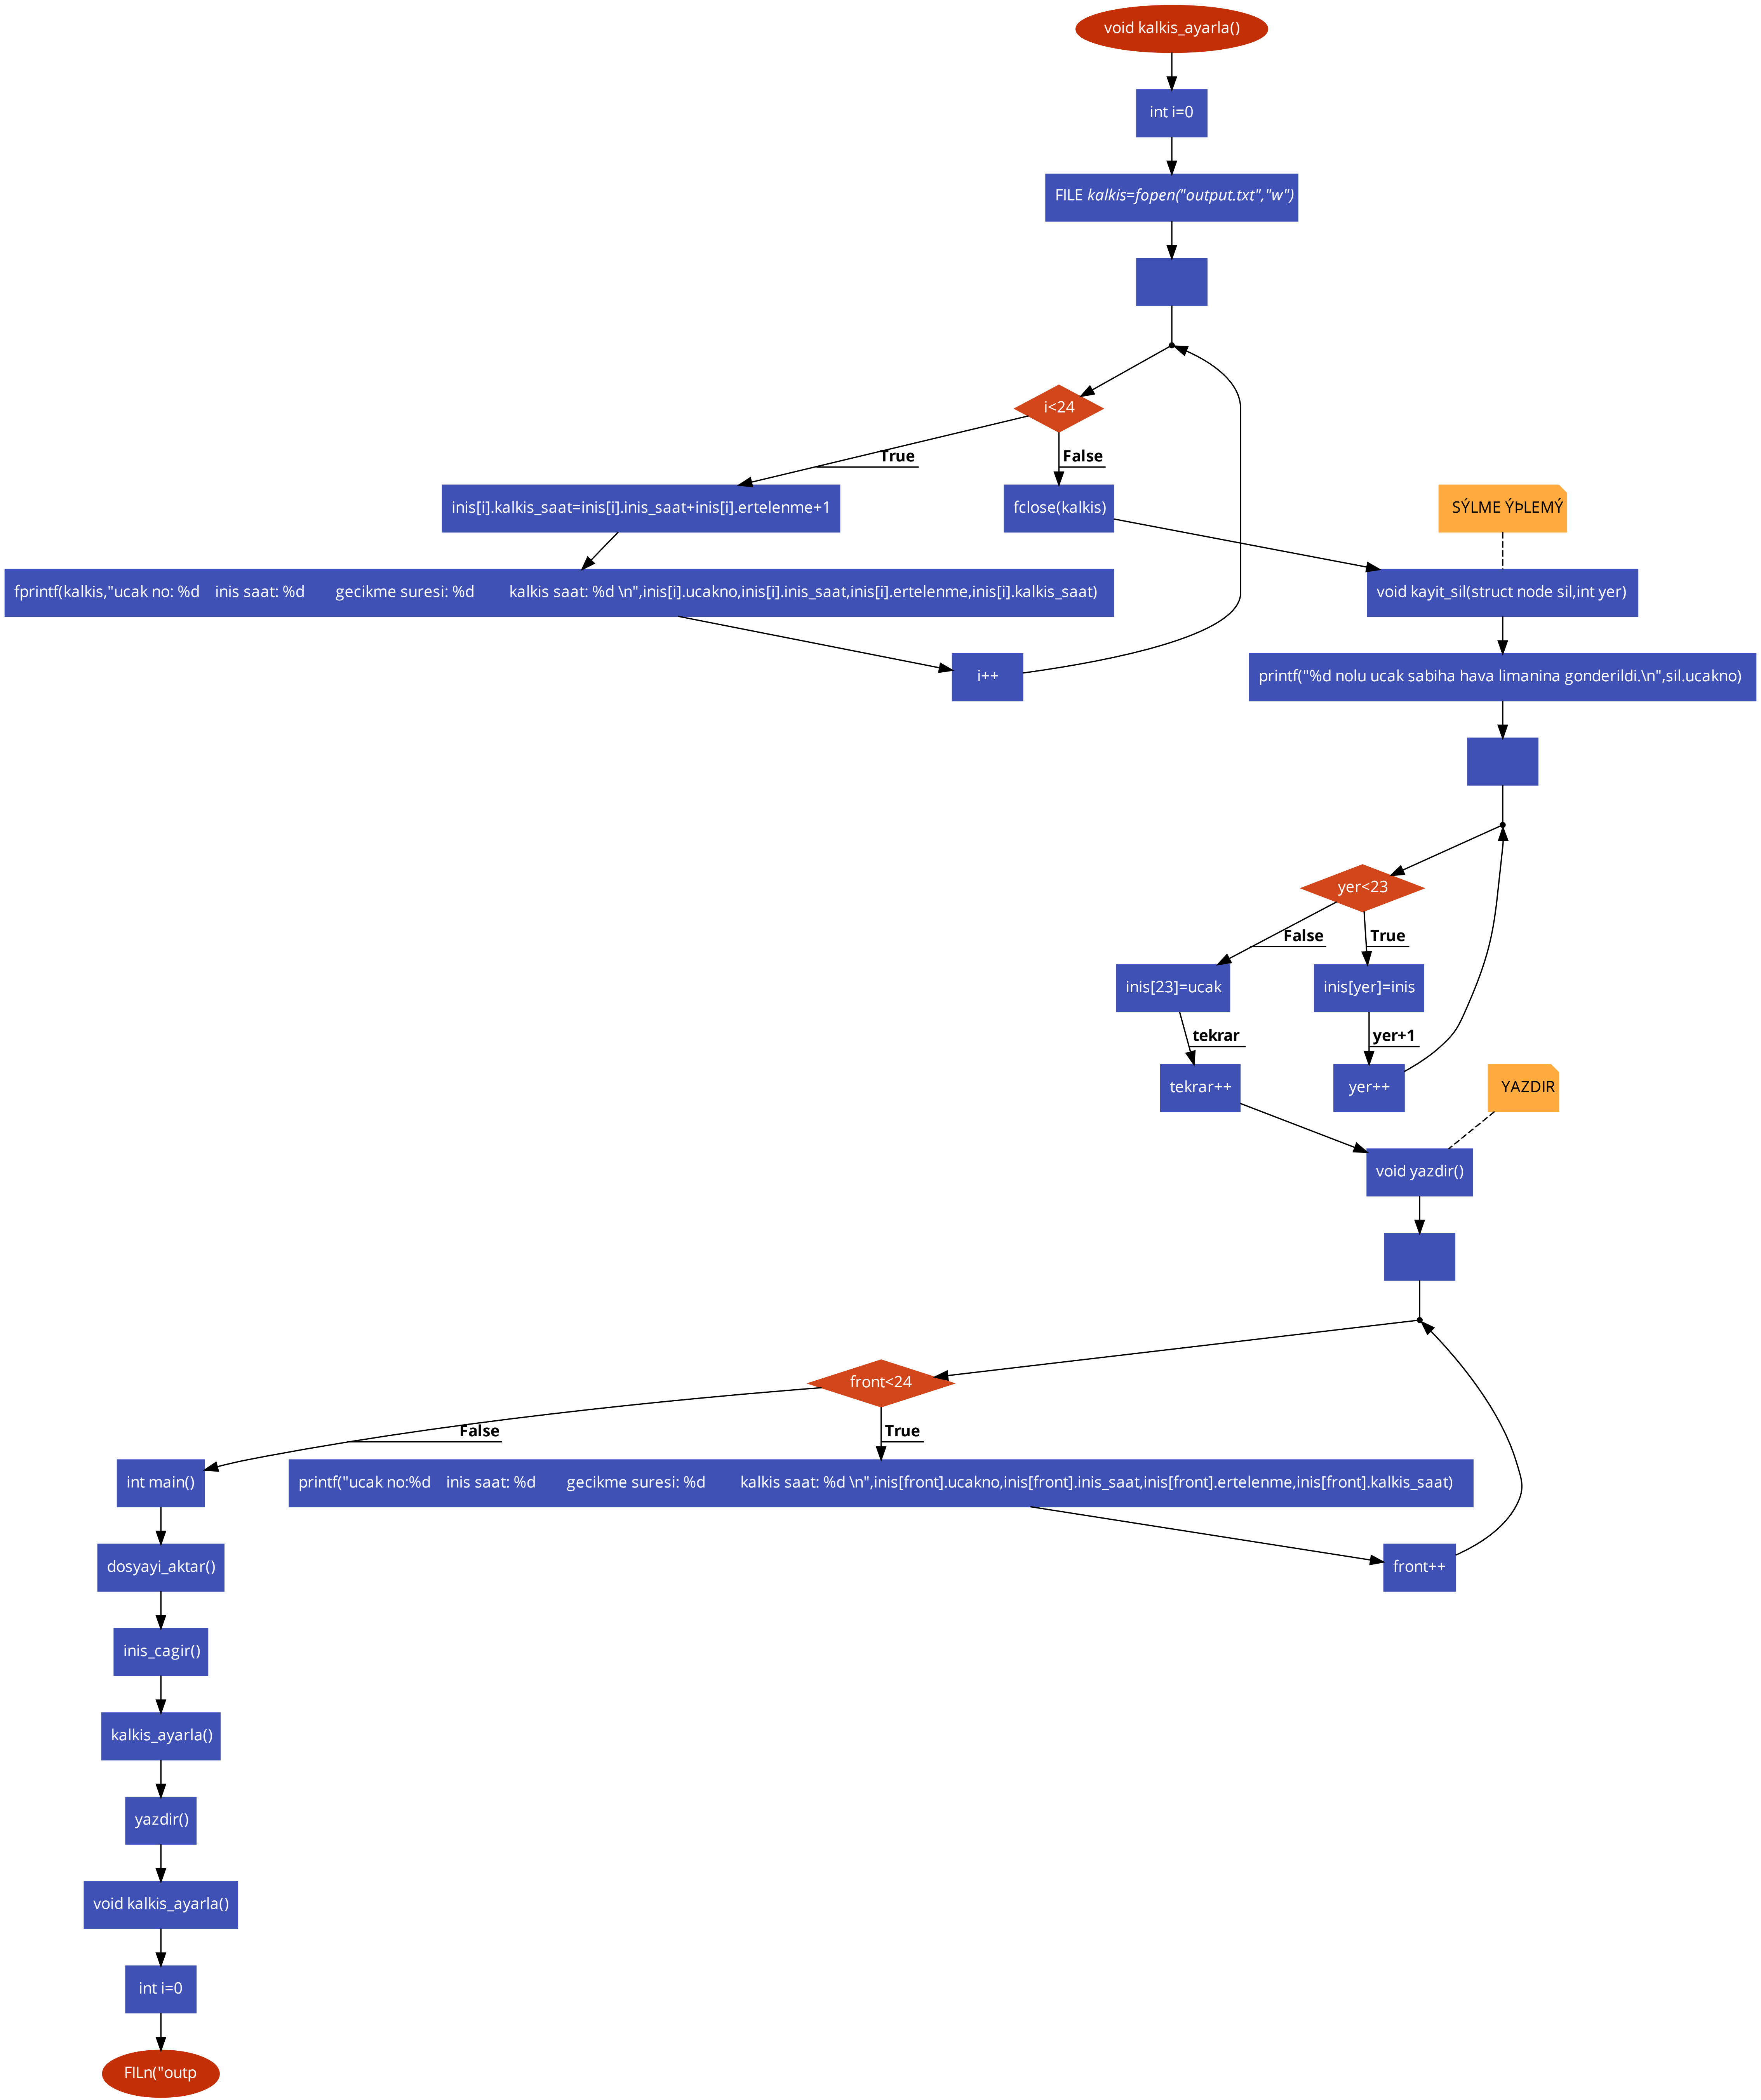 void kalkis_ayarla()
int i=0
FILE kalkis=fopen("output.txt","w")
i<24
True
False
inis[i].kalkis_saat=inis[i].inis_saat+inis[i].ertelenme+1
fclose(kalkis)
SÝLME ÝÞLEMÝ
fprintf(kalkis,"ucak no: %d inis saat: %d gecikme suresi: %d kalkis saat: %d \n",inis[i].ucakno,inis[i].inis_saat,inis[i].ertelenme,inis[i].kalkis_saat)
void kayit_sil(struct node sil,int yer)
i++
printf("%d nolu ucak sabiha hava limanina gonderildi.\n",sil.ucakno)
yer<23
False
True
inis[23]=ucak
inis[yer]=inis
tekrar
yer+1
tekrar++
yer++
YAZDIR
void yazdir()
front<24
False
True
int main()
printf("ucak no:%d inis saat: %d gecikme suresi: %d kalkis saat: %d \n",inis[front].ucakno,inis[front].inis_saat,inis[front].ertelenme,inis[front].kalkis_saat)
dosyayi_aktar()
front++
inis_cagir()
kalkis_ayarla()
yazdir()
void kalkis_ayarla()
int i=0
FILn("outp